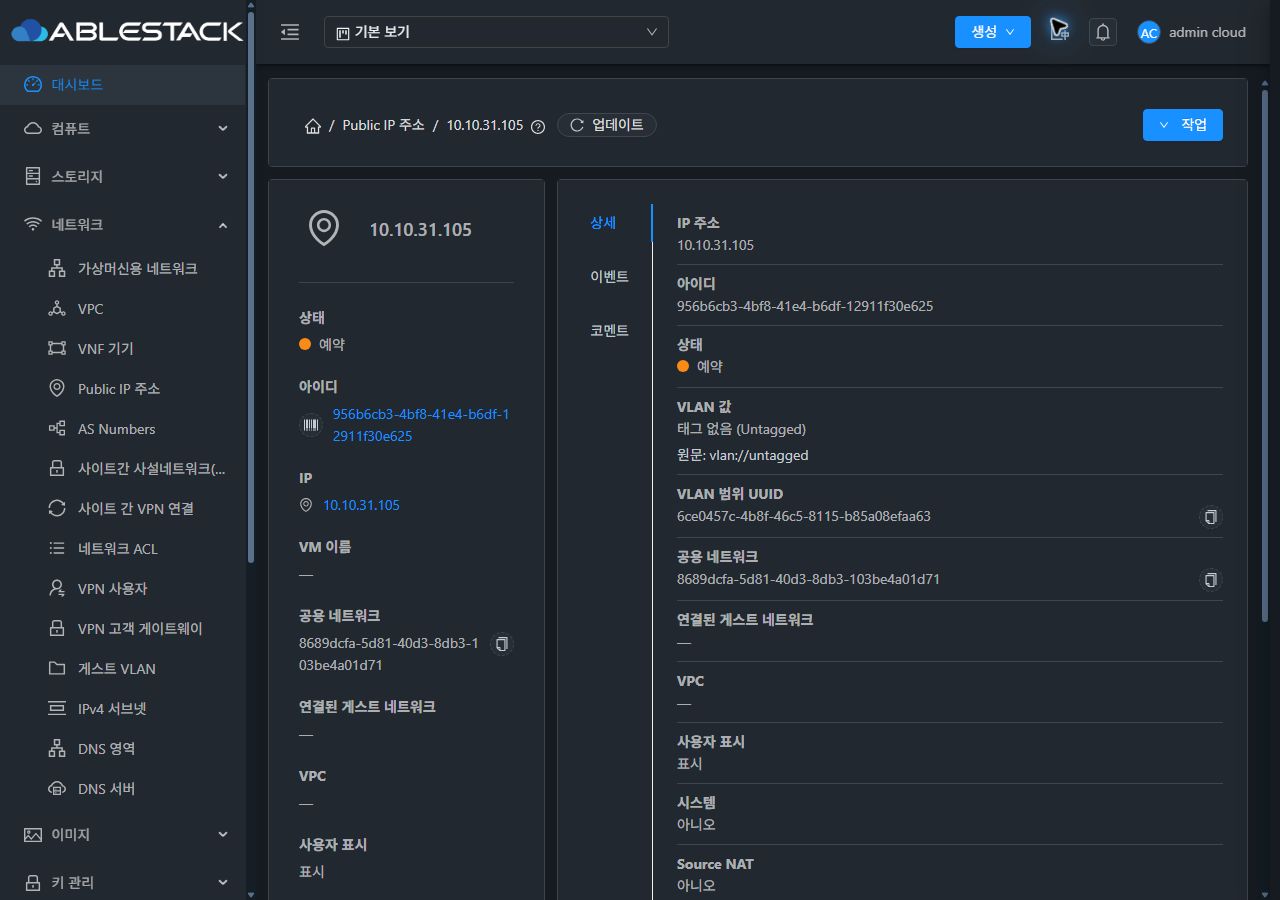 ABLESTACK
기본 보기
생성
AC
admin cloud
대시보드
컴퓨트
스토리지
네트워크
가상머신용 네트워크
VPC
VNF 기기
Public IP 주소
AS Numbers
사이트간 사설네트워크(...
사이트 간 VPN 연결
네트워크 ACL
VPN 사용자
VPN 고객 게이트웨이
게스트 VLAN
IPv4 서브넷
DNS 영역
DNS 서버
이미지
키 관리
/ Public IP 주소 / 10.10.31.105
업데이트
작업
10.10.31.105
상태
예약
아이디
956b6cb3-4bf8-41e4-b6df-1
2911f30e625
IP
10.10.31.105
VM 이름
—
공용 네트워크
8689dcfa-5d81-40d3-8db3-1
03be4a01d71
연결된 게스트 네트워크
—
VPC
—
사용자 표시
표시
상세
이벤트
코멘트
IP 주소
10.10.31.105
아이디
956b6cb3-4bf8-41e4-b6df-12911f30e625
상태
예약
VLAN 값
태그 없음 (Untagged)
원문: vlan://untagged
VLAN 범위 UUID
6ce0457c-4b8f-46c5-8115-b85a08efaa63
공용 네트워크
8689dcfa-5d81-40d3-8db3-103be4a01d71
연결된 게스트 네트워크
—
VPC
—
사용자 표시
표시
시스템
아니오
Source NAT
아니오